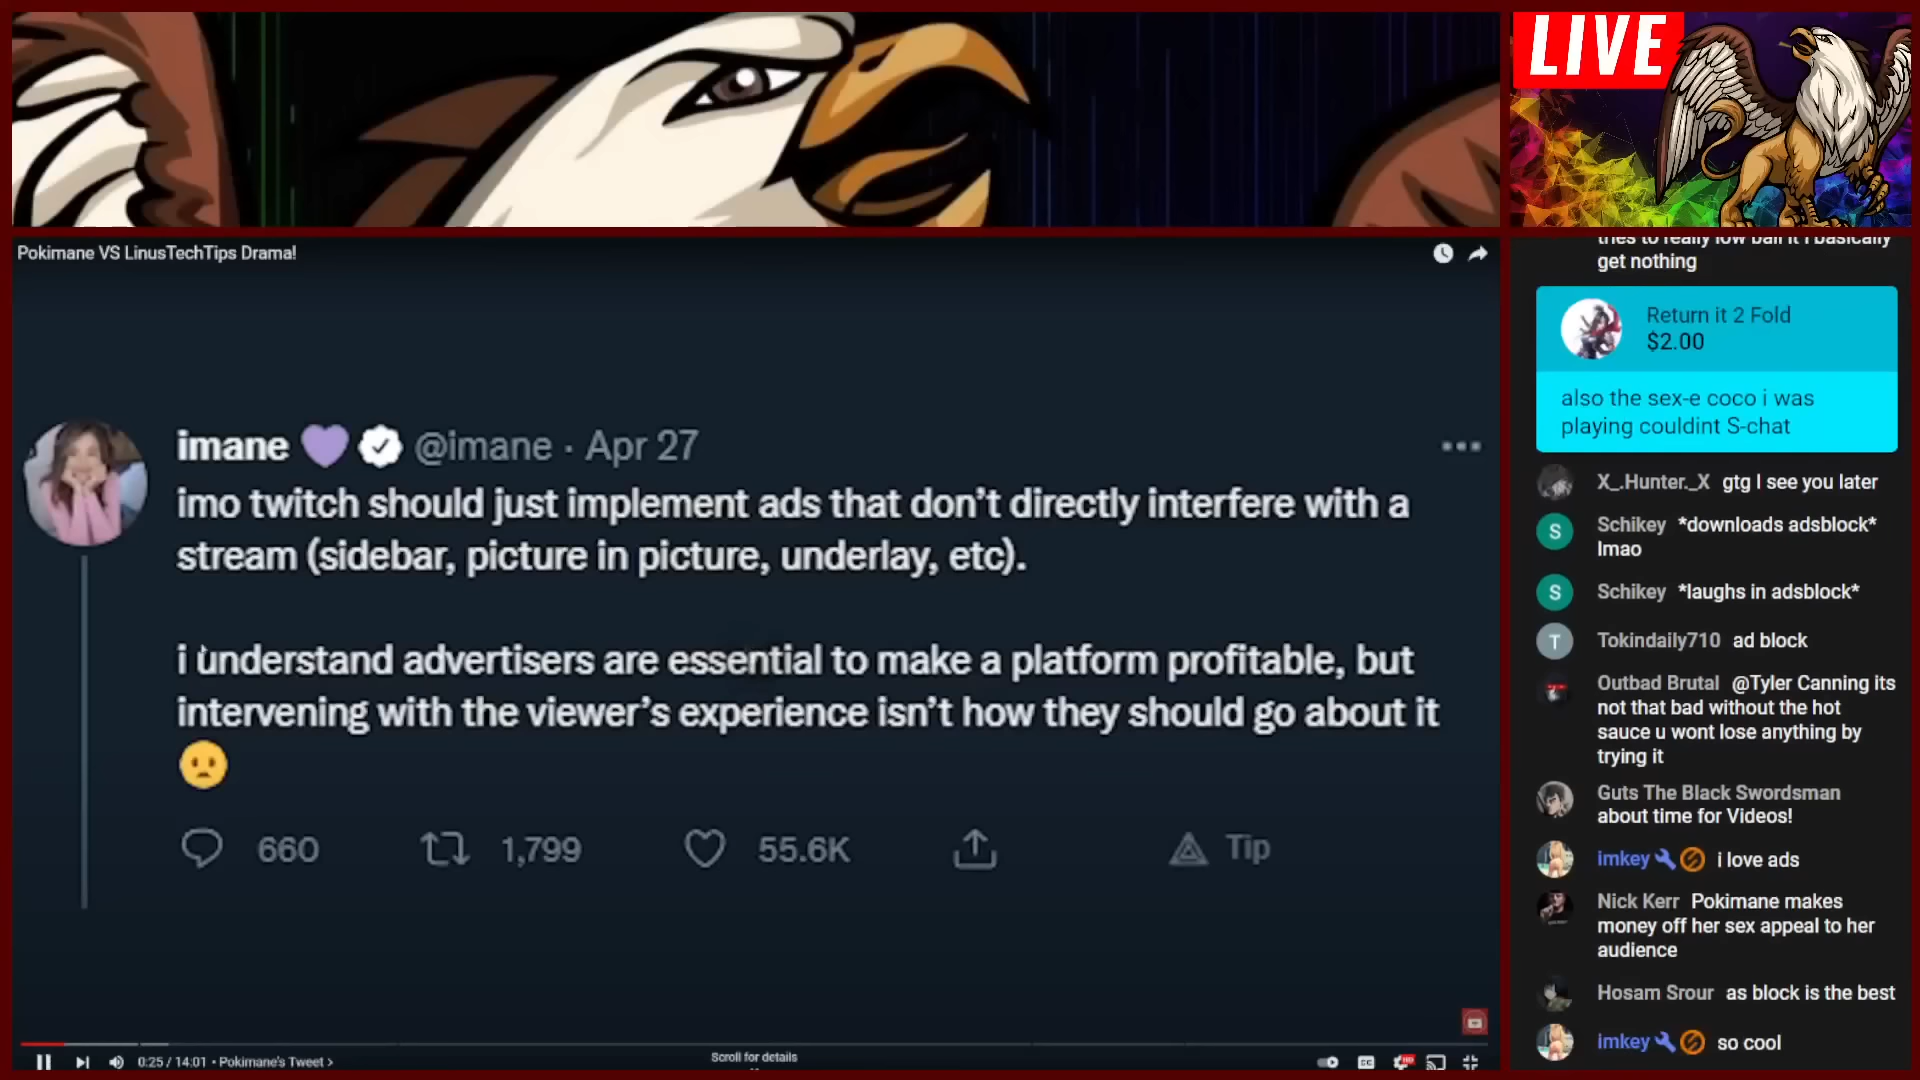 LIVE
Pokimane VS LinusTechTips Drama!
imane 💜 @imane · Apr 27
imo twitch should just implement ads that don’t directly interfere with a
stream (sidebar, picture in picture, underlay, etc).
i understand advertisers are essential to make a platform profitable, but
intervening with the viewer’s experience isn’t how they should go about it
🙁
660 1,799 55.6K Tip
0:25 / 14:01 • Pokimane's Tweet >
Scroll for details
tries to really low ball it i basically
get nothing
Return it 2 Fold
$2.00
also the sex-e coco i was
playing couldint S-chat
X_.Hunter._X gtg I see you later
S
Schikey *downloads adsblock*
lmao
S
Schikey *laughs in adsblock*
T
Tokindaily710 ad block
Outbad Brutal @Tyler Canning its
not that bad without the hot
sauce u wont lose anything by
trying it
Guts The Black Swordsman
about time for Videos!
imkey i love ads
Nick Kerr Pokimane makes
money off her sex appeal to her
audience
Hosam Srour as block is the best
imkey so cool